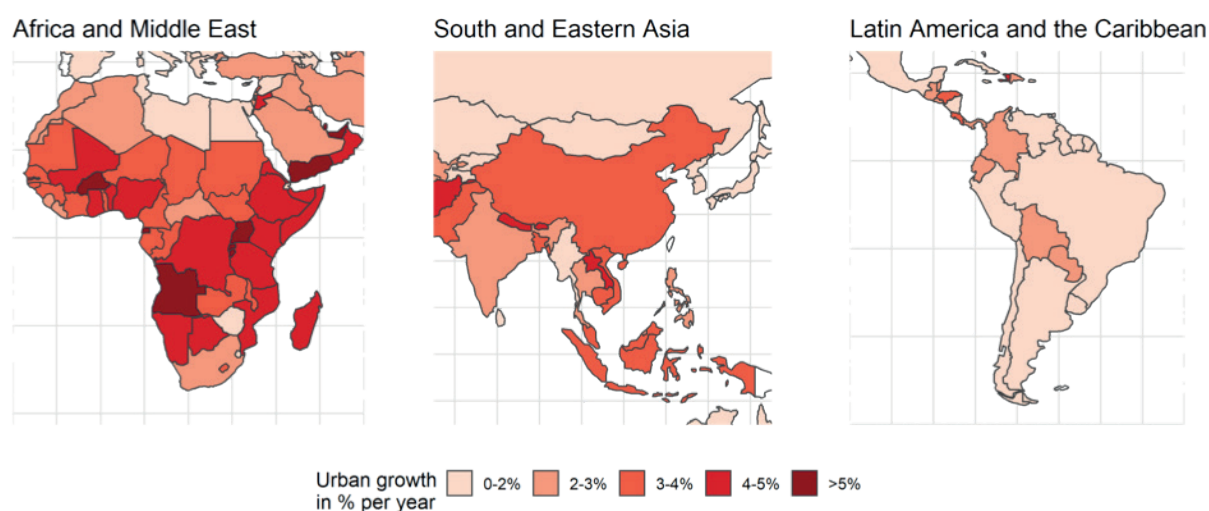 Africa and Middle East
South and Eastern Asia
Latin America and the Caribbean
Urban growth
in % per year
0-2%
2-3%
3-4%
4-5%
>5%